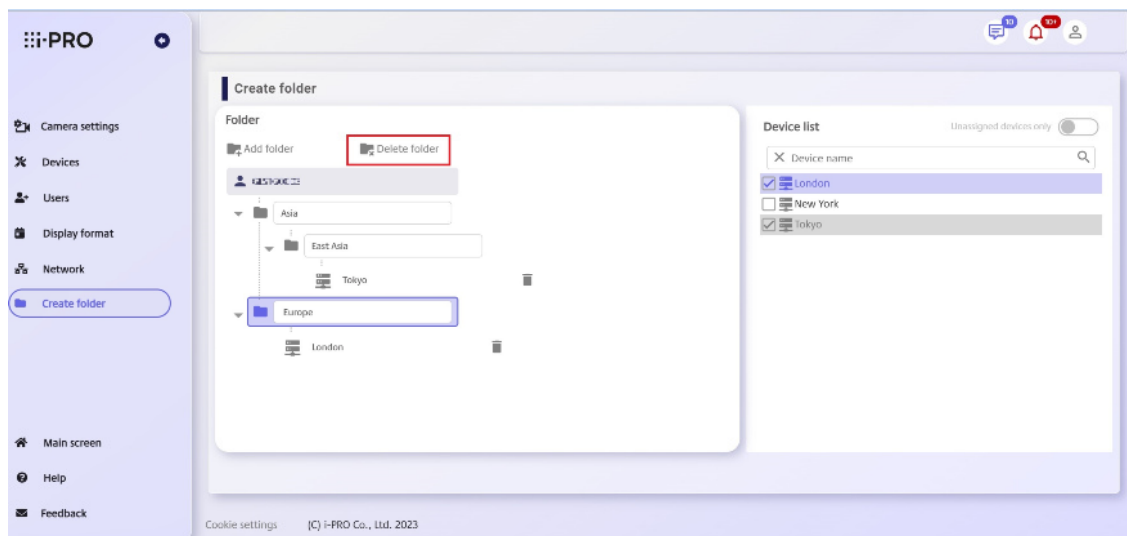 i-PRO
10
10+
Create folder
Camera settings
Devices
Users
Display format
Network
Create folder
Main screen
Help
Feedback
Folder
Add folder
Delete folder
Asia
East Asia
Tokyo
Europe
London
Device list
Unassigned devices only
Device name
London
New York
Tokyo
Cookie settings
(C) i-PRO Co., Ltd. 2023